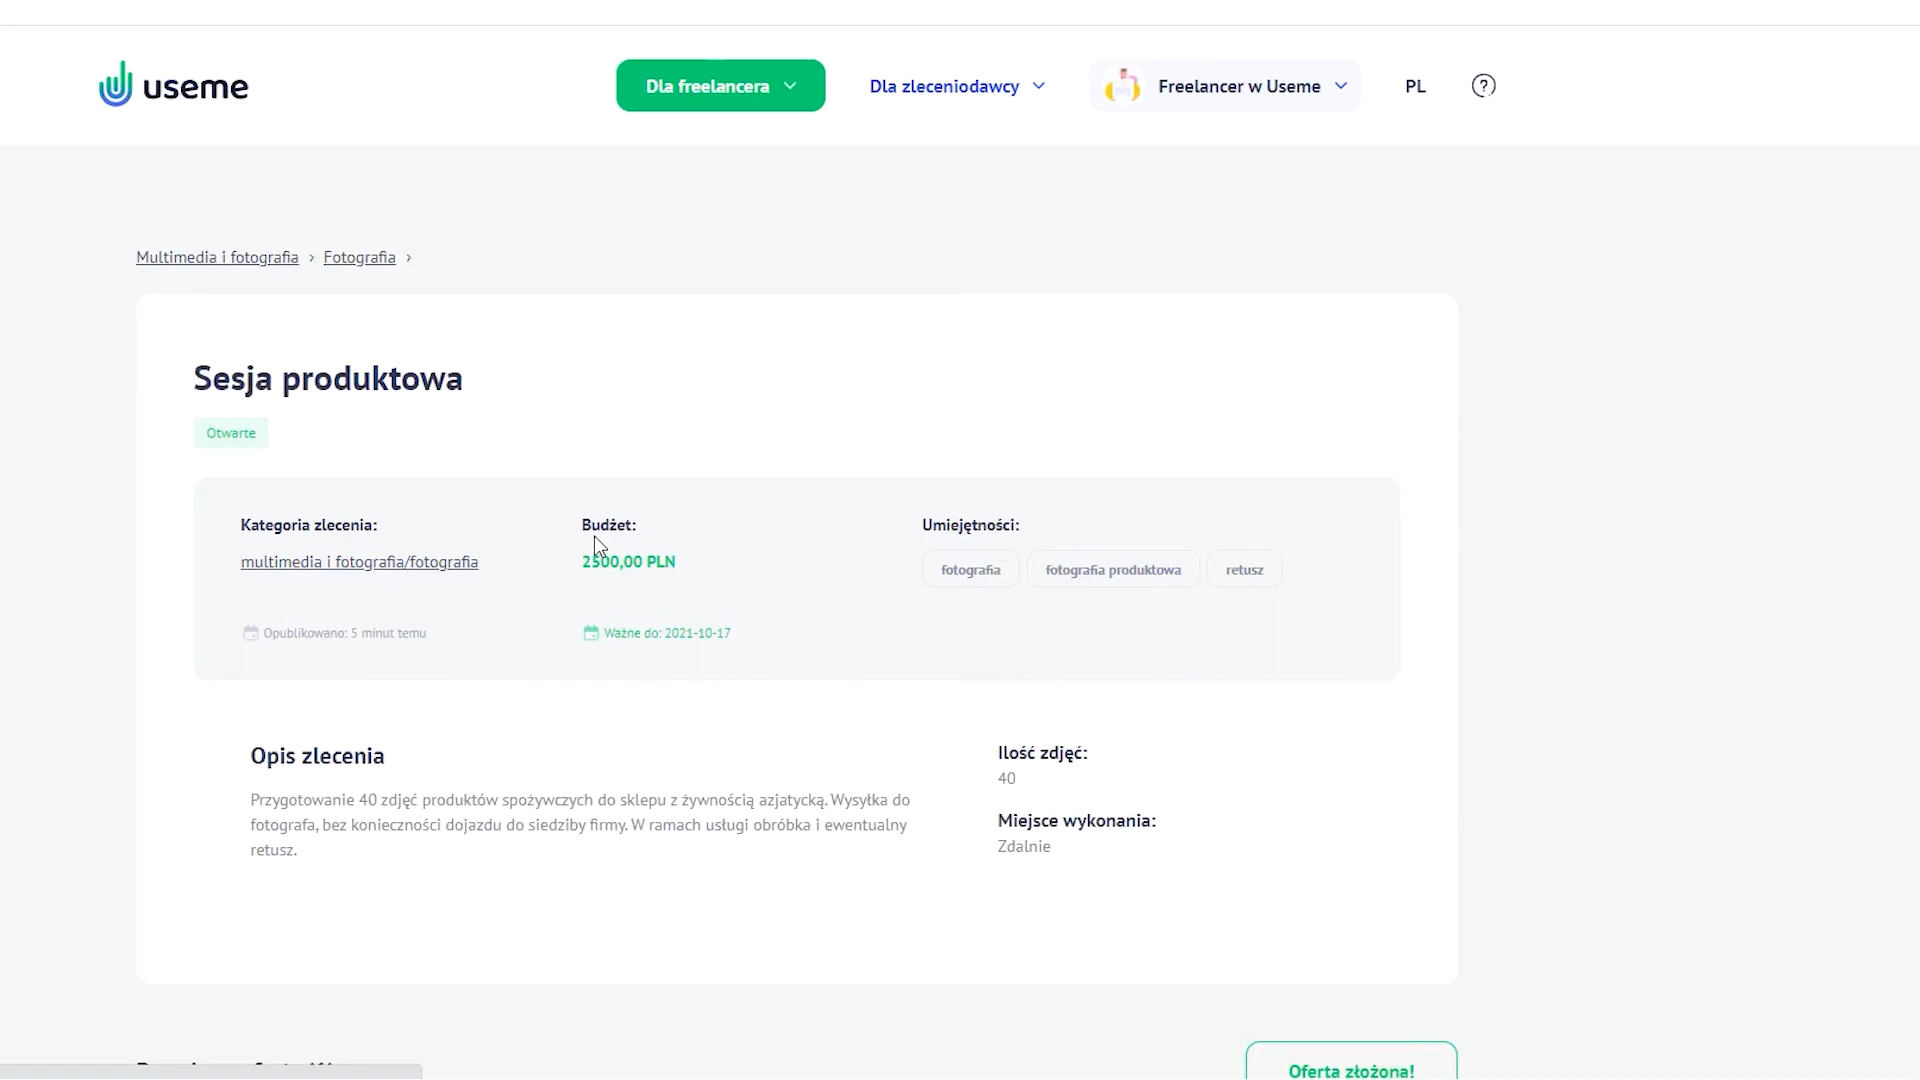 useme
Dla freelancera
Dla zleceniodawcy
Freelancer w Useme
PL
?
Multimedia i fotografia › Fotografia ›
Sesja produktowa
Otwarte
Kategoria zlecenia:
Budżet:
Umiejętności:
multimedia i fotografia/fotografia
2500,00 PLN
fotografia
fotografia produktowa
retusz
Opublikowano: 5 minut temu
Ważne do: 2021-10-17
Opis zlecenia
Przygotowanie 40 zdjęć produktów spożywczych do sklepu z żywnością azjatycką. Wysyłka do
fotografa, bez konieczności dojazdu do siedziby firmy. W ramach usługi obróbka i ewentualny
retusz.
Ilość zdjęć:
40
Miejsce wykonania:
Zdalnie
Oferta złożona!